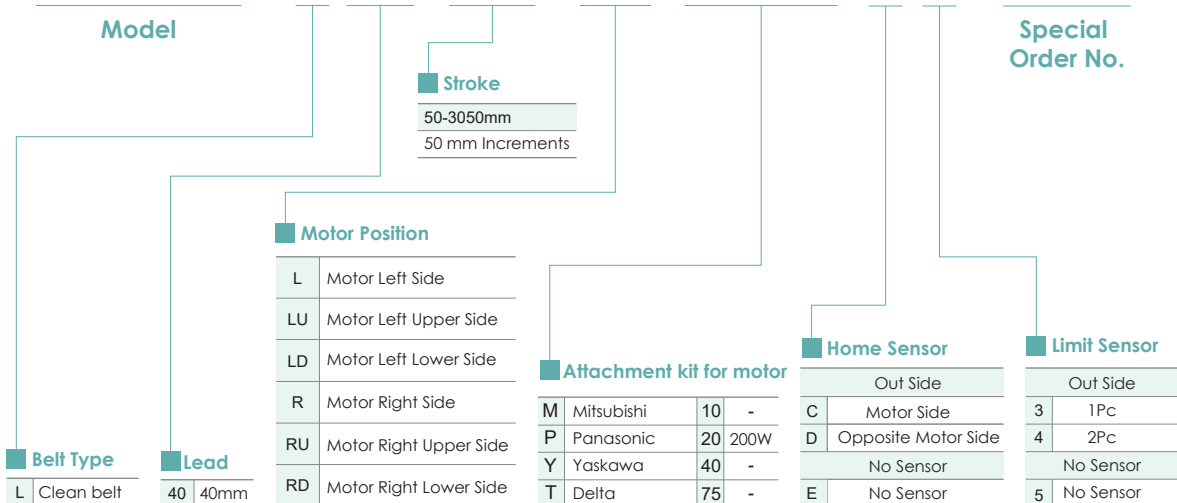 Model
Special
Order No.
Stroke
50-3050mm
50 mm Increments
Motor Position
L Motor Left Side
LU Motor Left Upper Side
LD Motor Left Lower Side
R Motor Right Side
RU Motor Right Upper Side
RD Motor Right Lower Side
Belt Type
L Clean belt
Lead
40 40mm
Attachment kit for motor
M Mitsubishi 10 -
P Panasonic 20 200W
Y Yaskawa 40 -
T Delta 75 -
Home Sensor
Out Side
C Motor Side
D Opposite Motor Side
No Sensor
E No Sensor
Limit Sensor
Out Side
3 1Pc
4 2Pc
No Sensor
5 No Sensor